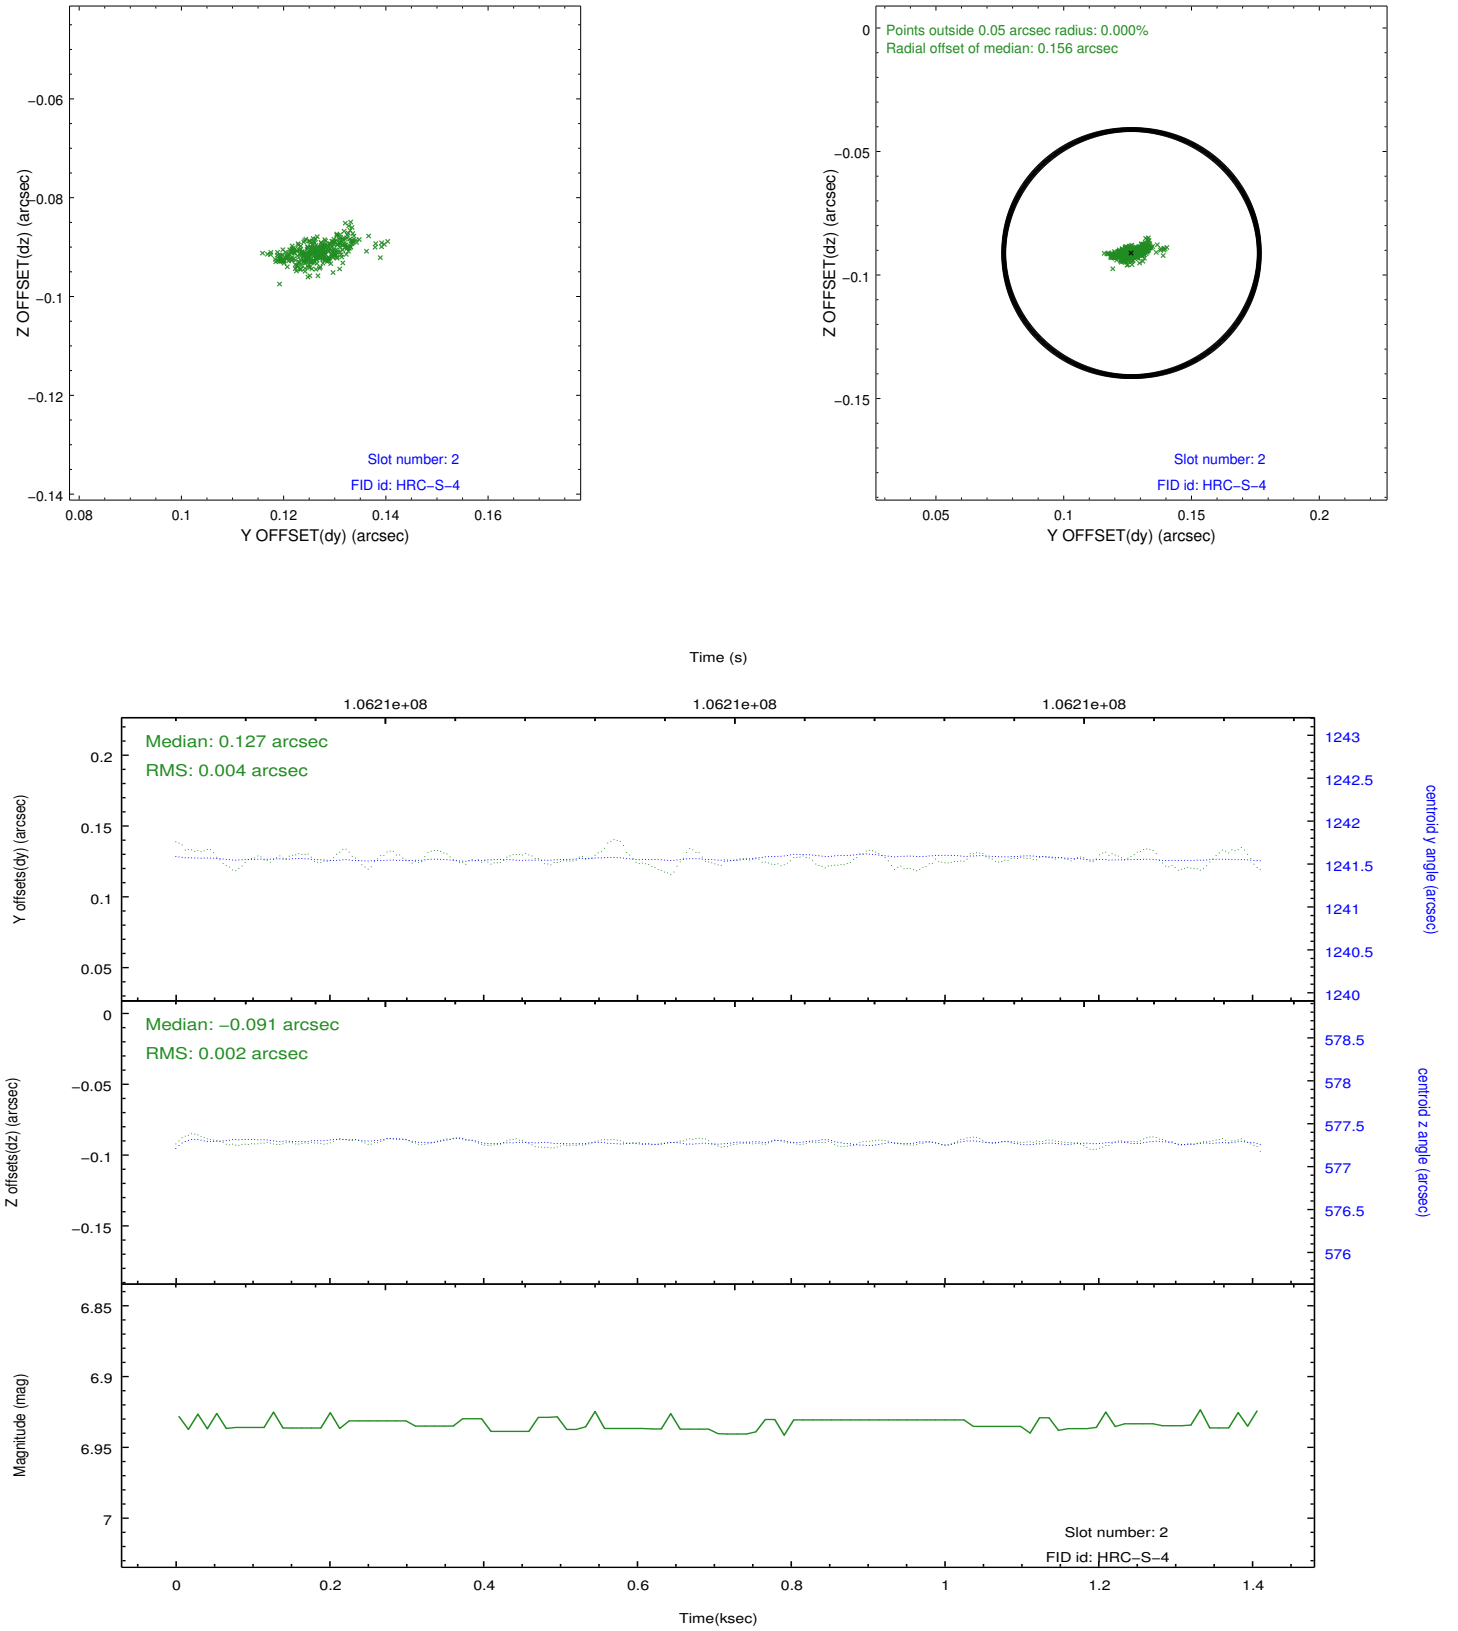 −0.06
−0.08
−0.1
−0.12
−0.14
Z OFFSET(dz) (arcsec)
Slot number: 2
FID id: HRC−S−4
0.08 0.1 0.12 0.14 0.16
Y OFFSET(dy) (arcsec)
Points outside 0.05 arcsec radius: 0.000%
Radial offset of median: 0.156 arcsec
0
−0.05
−0.1
−0.15
Z OFFSET(dz) (arcsec)
Slot number: 2
FID id: HRC−S−4
0.05 0.1 0.15 0.2
Y OFFSET(dy) (arcsec)
Time (s)
1.0621e+08 1.0621e+08 1.0621e+08
Median: 0.127 arcsec
RMS: 0.004 arcsec
0.2
0.15
0.1
0.05
Y offsets(dy) (arcsec)
1243
1242.5
1242
1241.5
1241
1240.5
1240
centroid y angle (arcsec)
Median: −0.091 arcsec
RMS: 0.002 arcsec
0
−0.05
−0.1
−0.15
Z offsets(dz) (arcsec)
578.5
578
577.5
577
576.5
576
centroid z angle (arcsec)
6.85
6.9
6.95
7
Magnitude (mag)
Slot number: 2
FID id: HRC−S−4
0 0.2 0.4 0.6 0.8 1 1.2 1.4
Time(ksec)